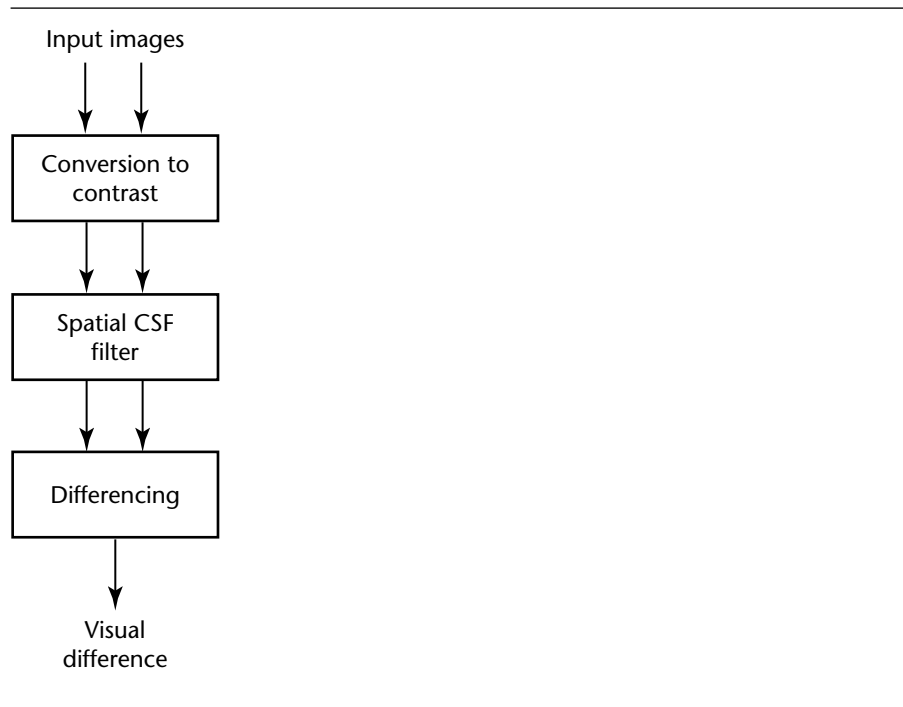 Input images
Conversion to
contrast
Spatial CSF
filter
Differencing
Visual
difference